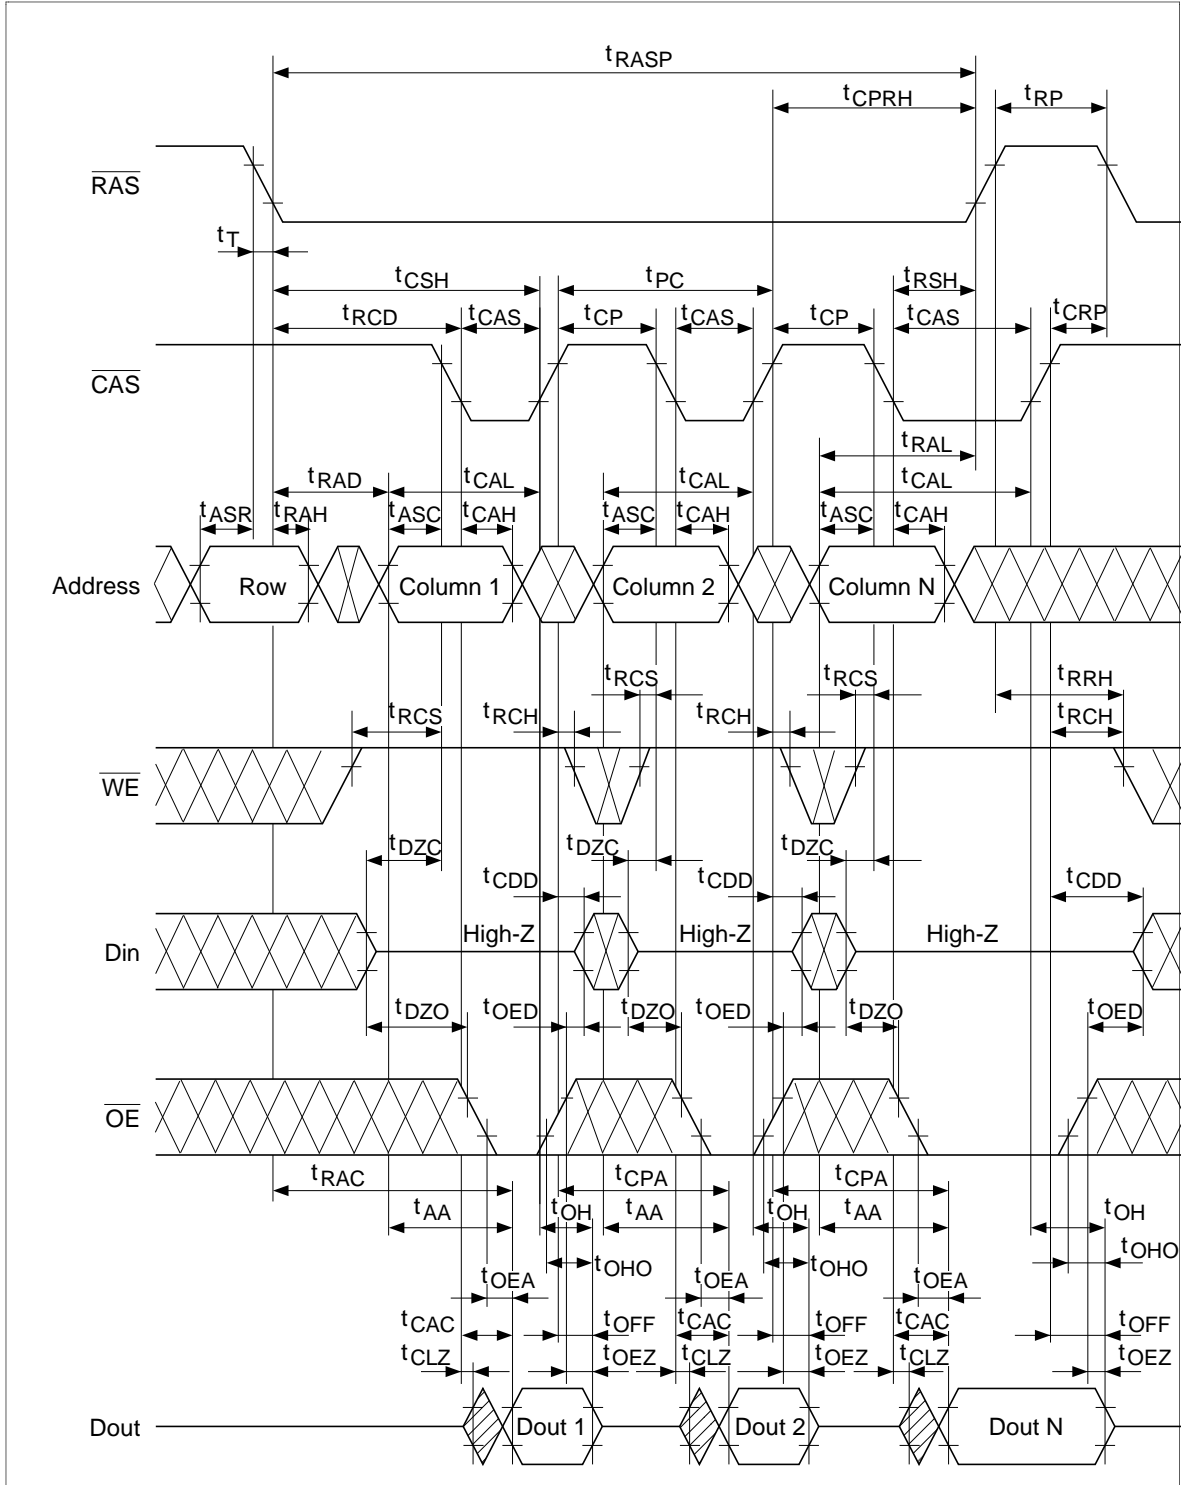 tRASP
tCPRH tRP
RAS
tT
tCSH tPC tRSH
tRCD tCAS tCP tCAS tCP tCAS tCRP
CAS
tRAL
tRAD tCAL tCAL tCAL
tASR tRAH tASC tCAH tASC tCAH tASC tCAH
Address Row Column 1 Column 2 Column N
tRCS tRCS tRRH
tRCS tRCH tRCH tRCH
WE
tDZC tDZC tDZC
tCDD tCDD tCDD
High-Z High-Z High-Z
Din
tDZO tOED tDZO tOED tDZO tOED
OE
tRAC tCPA tCPA
tAA tOH tAA tOH tAA tOH
tOHO tOHO tOHO
tOEA tOEA tOEA
tCAC tOFF tCAC tOFF tCAC tOFF
tCLZ tOEZ tCLZ tOEZ tCLZ tOEZ
Dout Dout 1 Dout 2 Dout N